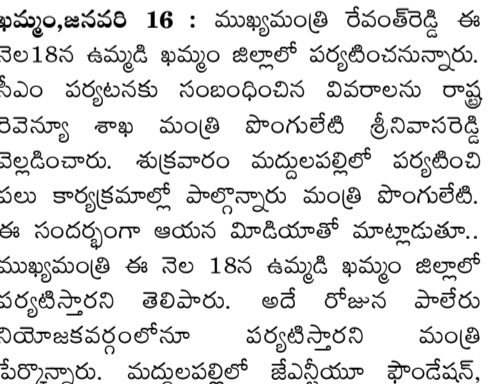 ఖమ్మం,జనవరి 16 : ముఖ్యమంత్రి రేవంత్‌రెడ్డి ఈ
నెల18న ఉమ్మడి ఖమ్మం జిల్లాలో పర్యటించనున్నారు.
సీఎం పర్యటనకు సంబంధించిన వివరాలను రాష్ట్ర
రెవెన్యూ శాఖ మంత్రి పొంగులేటి శ్రీనివాసరెడ్డి
వెల్లడించారు. శుక్రవారం మద్దులపల్లిలో పర్యటించి
పలు కార్యక్రమాల్లో పాల్గొన్నారు మంత్రి పొంగులేటి.
ఈ సందర్భంగా ఆయన మీడియాతో మాట్లాడుతూ..
ముఖ్యమంత్రి ఈ నెల 18న ఉమ్మడి ఖమ్మం జిల్లాలో
పర్యటిస్తారని తెలిపారు. అదే రోజున పాలేరు
నియోజకవర్గంలోనూ పర్యటిస్తారని మంత్రి
పేర్కొన్నారు. మద్దులపల్లిలో జేఎన్టీయూ ఫౌండేషన్,